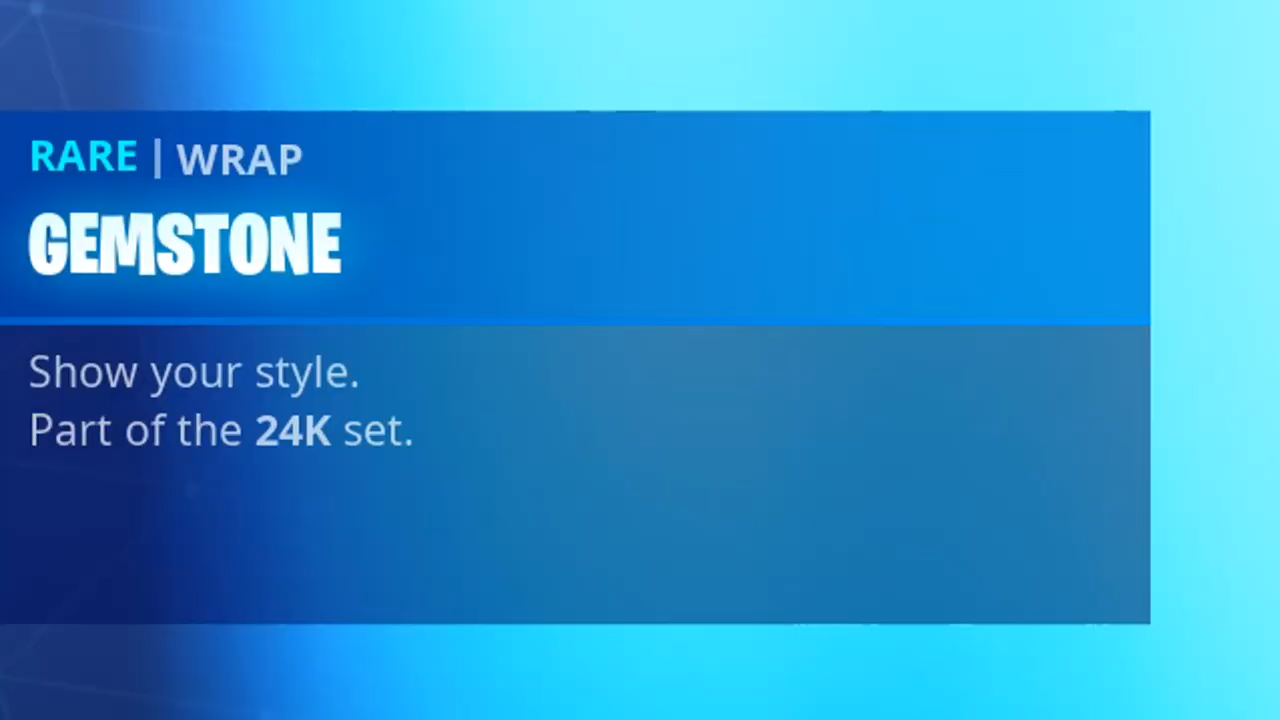 RARE | WRAP
GEMSTONE
Show your style.
Part of the 24K set.